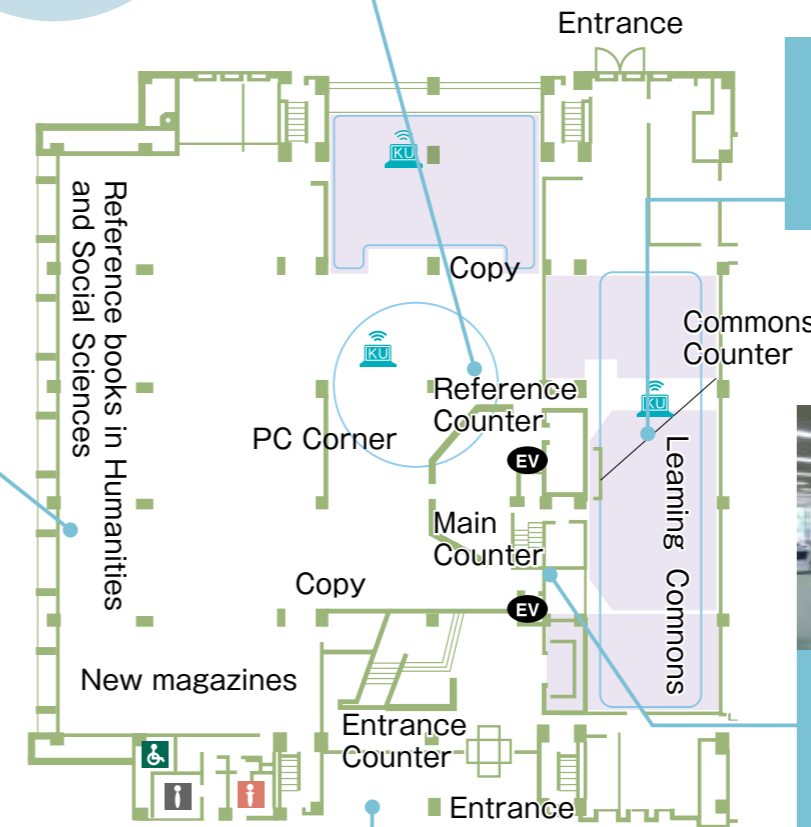 Entrance
KU
Reference books in Humanities
and Social Sciences
Copy
KU
Commons
Counter
KU
Reference
Counter
PC Corner
EV
Leaming Commnons
Main
Counter
Copy
EV
New magazines
Entrance
Counter
Entrance